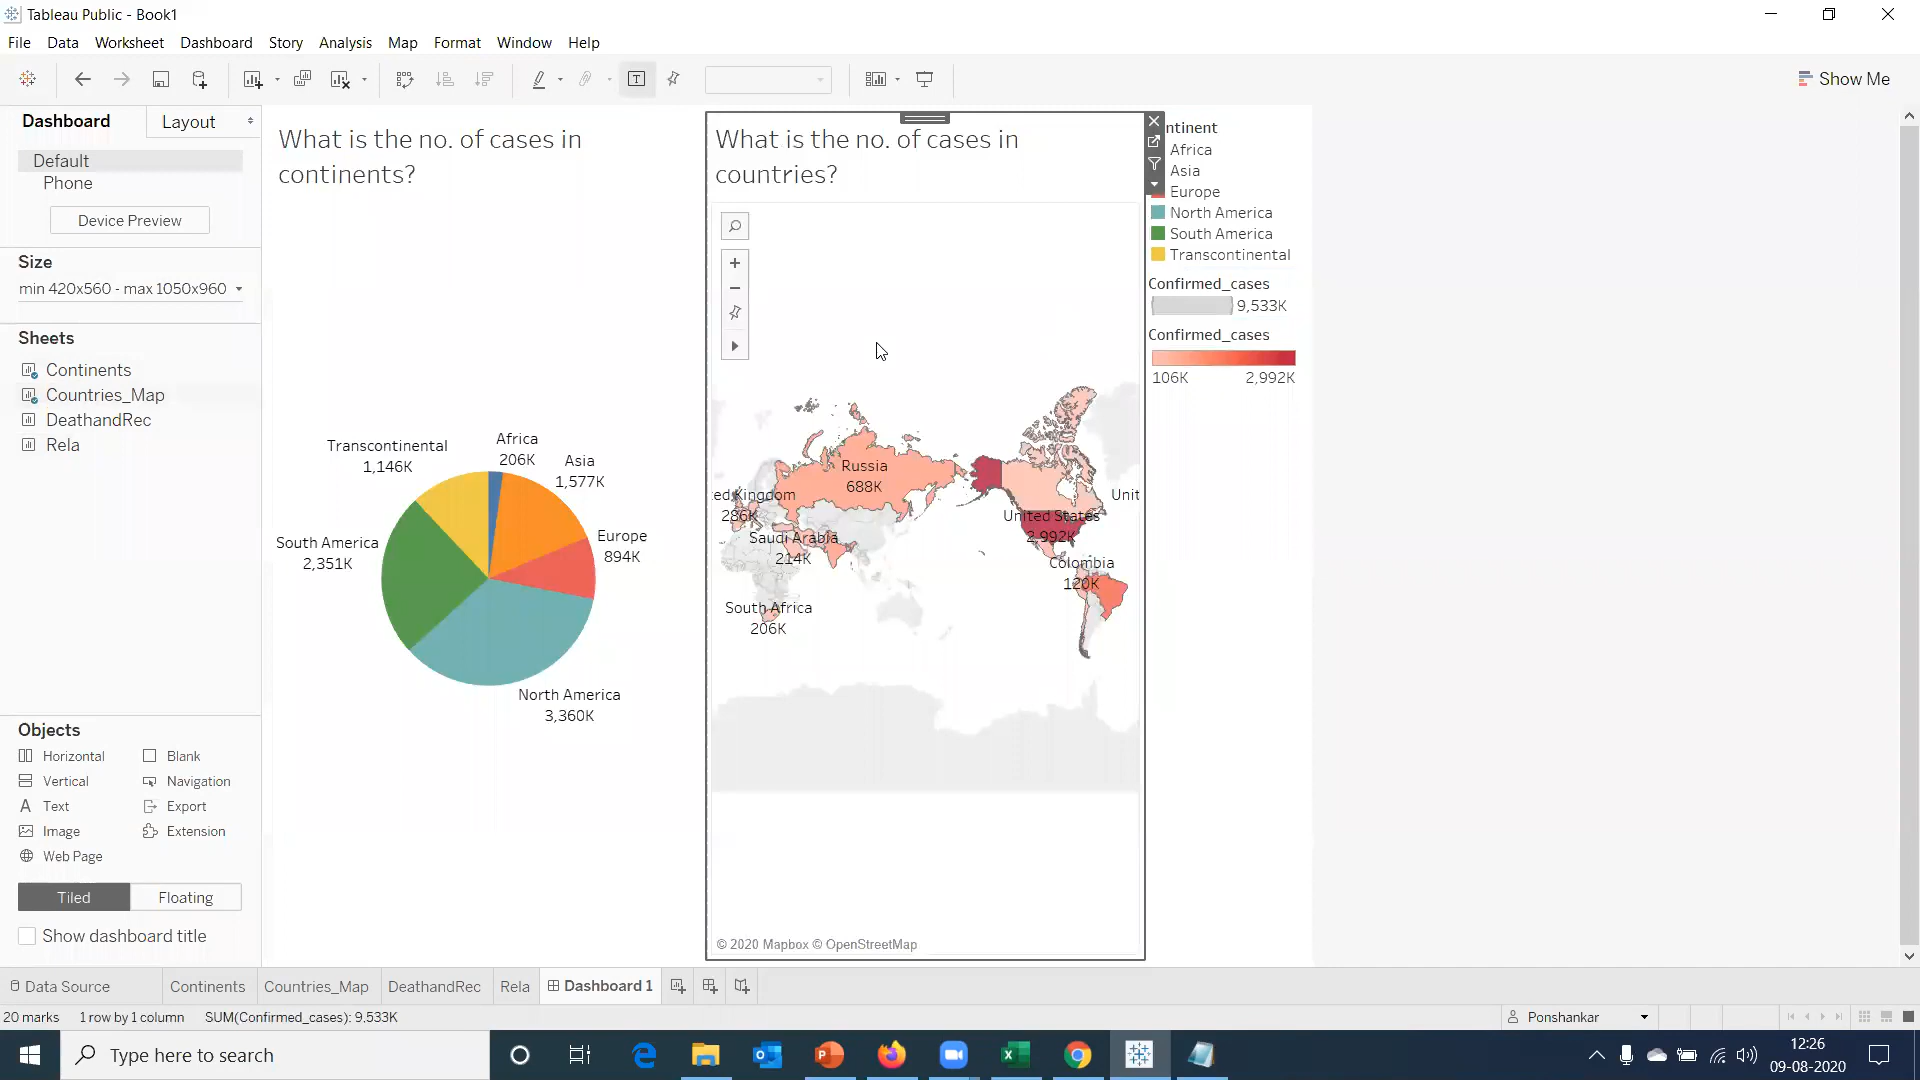 Tableau Public - Book1
File Data Worksheet Dashboard Story Analysis Map Format Window Help
Show Me
Dashboard
Layout
Default
Phone
Device Preview
Size
min 420x560 - max 1050x960
Sheets
Continents
Countries_Map
DeathandRec
Rela
Objects
Horizontal
Blank
Vertical
Navigation
Text
Export
Image
Extension
Web Page
Tiled
Floating
Show dashboard title
What is the no. of cases in
continents?
Transcontinental
1,146K
Africa
206K
Asia
1,577K
Europe
894K
South America
2,351K
North America
3,360K
What is the no. of cases in
countries?
Russia
688K
ed Kingdom
286K
Saudi Arabia
214K
South Africa
206K
United States
2,992K
Unit
Colombia
120K
© 2020 Mapbox © OpenStreetMap
ntinent
Africa
Asia
Europe
North America
South America
Transcontinental
Confirmed_cases
9,533K
Confirmed_cases
106K 2,992K
Data Source Continents Countries_Map DeathandRec Rela Dashboard 1
20 marks 1 row by 1 column SUM(Confirmed_cases): 9,533K
Ponshankar
Type here to search
12:26
09-08-2020